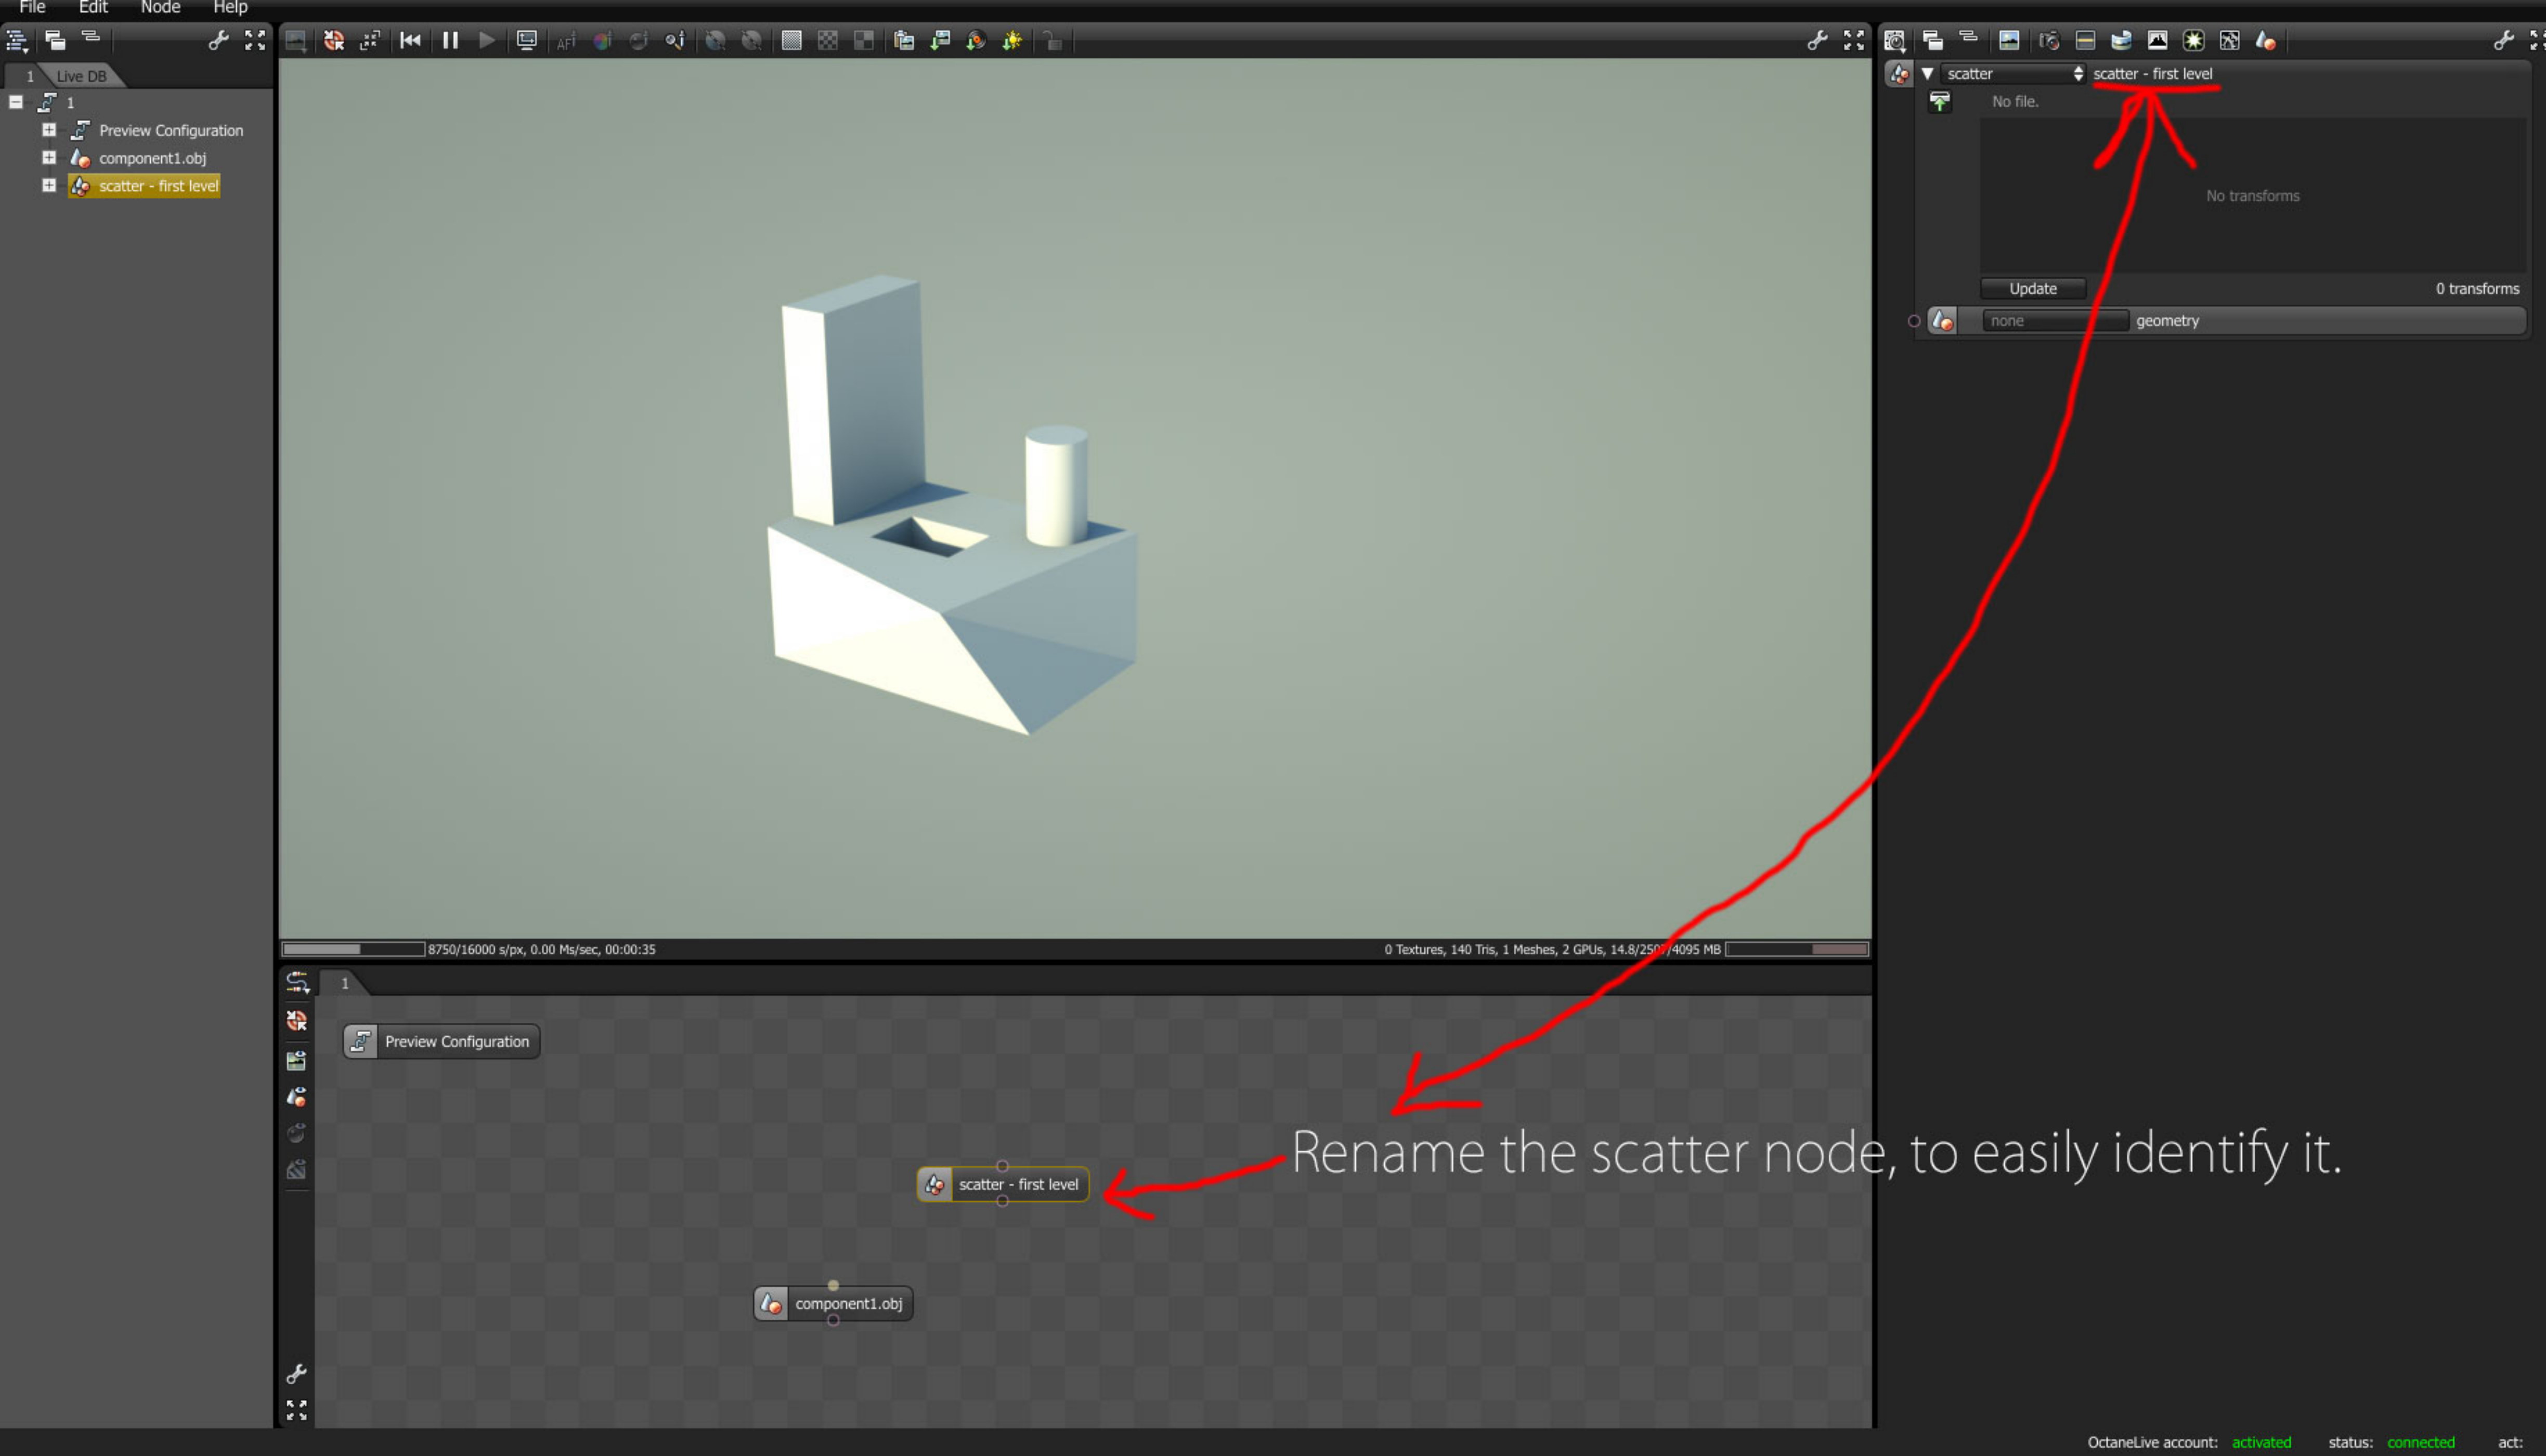 File Edit Node Help
1 Live DB
1
Preview Configuration
component1.obj
scatter - first level
AF
scatter scatter - first level
No file.
No transforms
Update 0 transforms
none geometry
8750/16000 s/px, 0.00 Ms/sec, 00:00:35
0 Textures, 140 Tris, 1 Meshes, 2 GPUs, 14.8/250 /4095 MB
1
Preview Configuration
Rename the scatter node, to easily identify it.
scatter - first level
component1.obj
OctaneLive account: activated status: connected act: